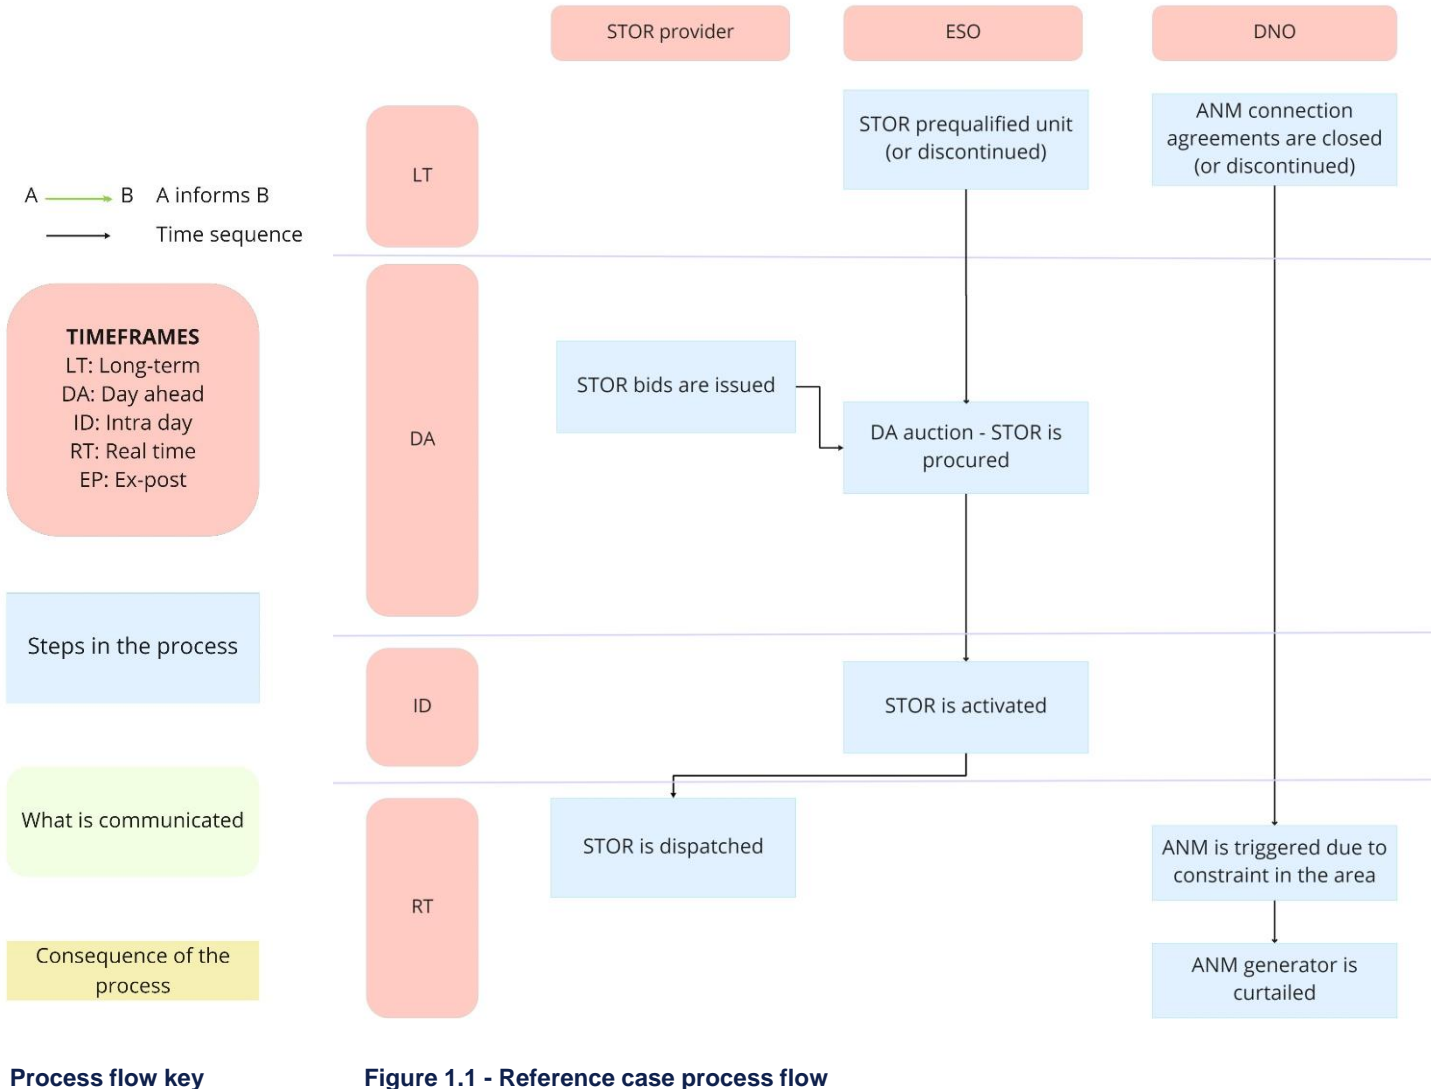 STOR provider
ESO
DNO
LT
STOR prequalified unit
(or discontinued)
ANM connection
agreements are closed
(or discontinued)
A
B
A informs B
Time sequence
TIMEFRAMES
LT: Long-term
DA: Day ahead
ID: Intra day
RT: Real time
EP: Ex-post
DA
STOR bids are issued
DA auction - STOR is
procured
Steps in the process
ID
STOR is activated
What is communicated
RT
STOR is dispatched
ANM is triggered due to
constraint in the area
Consequence of the
process
ANM generator is
curtailed
Process flow key
Figure 1.1 - Reference case process flow